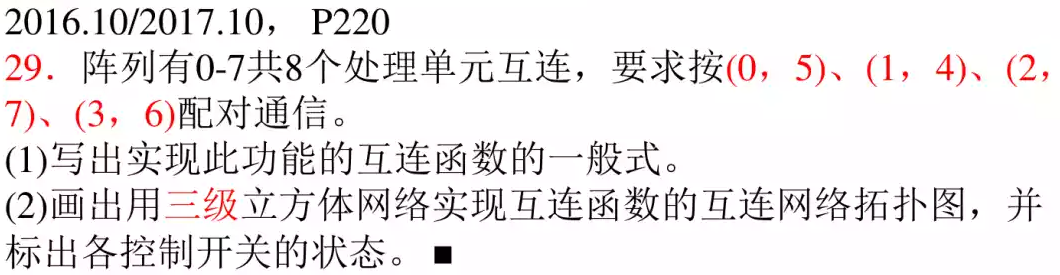 2016.10/2017.10， P220
29．阵列有0-7共8个处理单元互连，要求按(0，5)、(1，4)、(2，
7)、(3，6)配对通信。
(1)写出实现此功能的互连函数的一般式。
(2)画出用三级立方体网络实现互连函数的互连网络拓扑图，并
标出各控制开关的状态。■